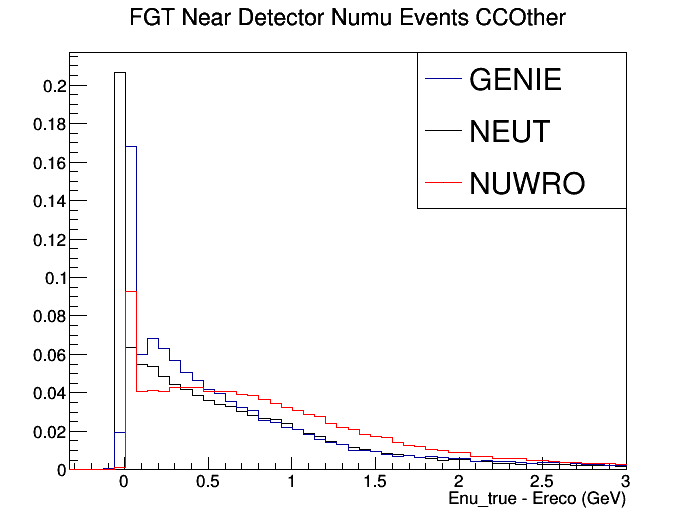 FGT Near Detector Numu Events CCOther
GENIE
NEUT
NUWRO
0.2
0.18
0.16
0.14
0.12
0.1
0.08
0.06
0.04
0.02
0
0 0.5 1 1.5 2 2.5 3
Enu_true - Ereco (GeV)